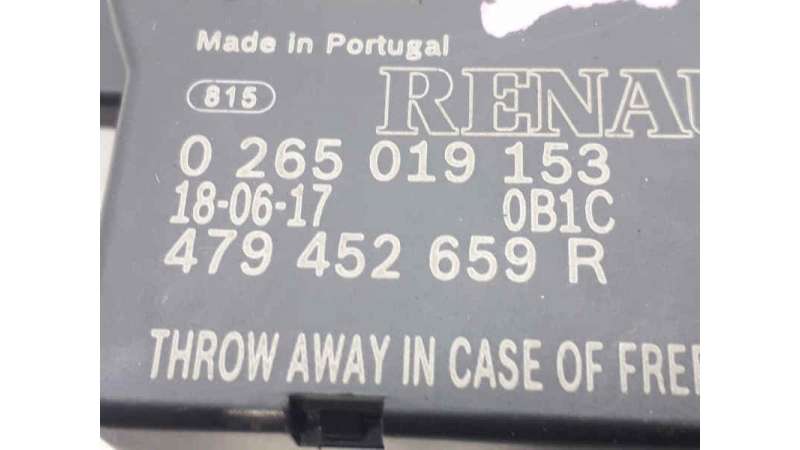 Made in Portugal
815 RENAU
0 265 019 153
18-06-17 0B1C
479 452 659 R
THROW AWAY IN CASE OF FREE